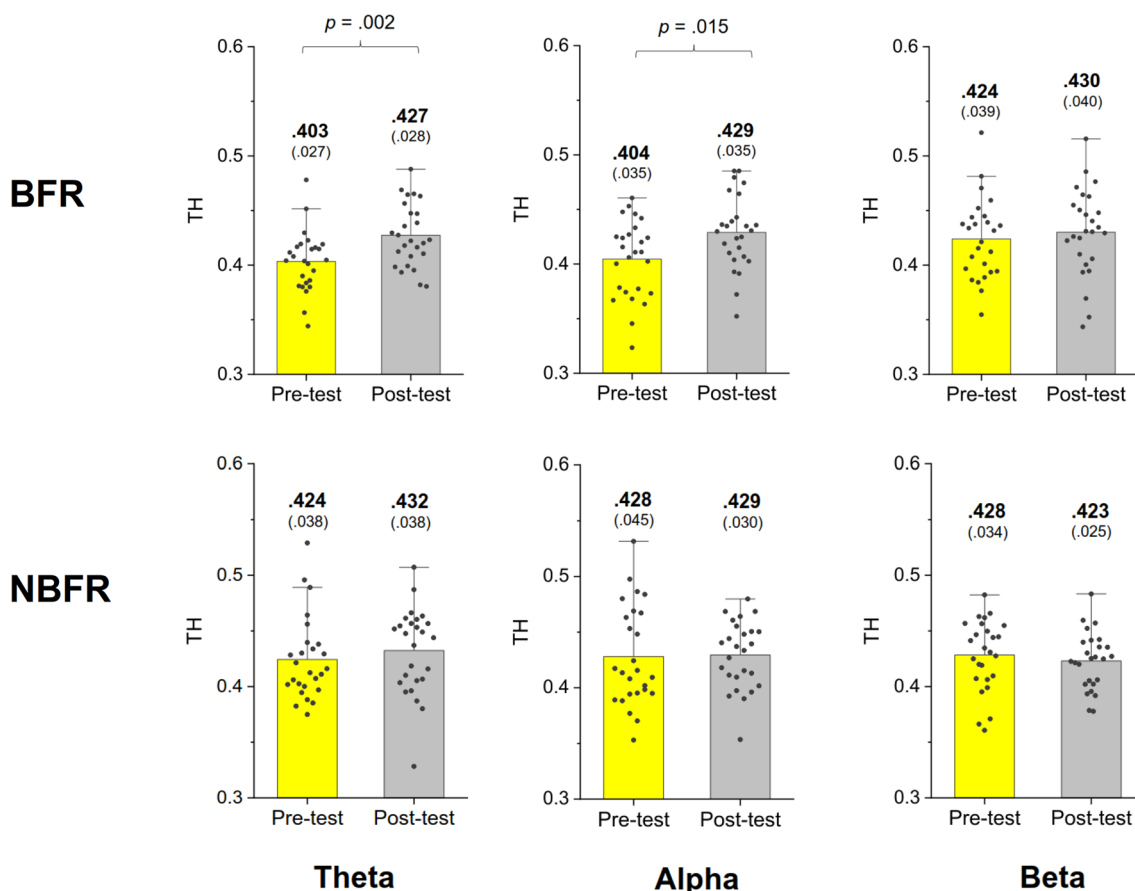 p = .002
p = .015
BFR
TH
0.6
0.5
0.4
0.3
.403
(.027)
.427
(.028)
Pre-test
Post-test
TH
0.6
0.5
0.4
0.3
.404
(.035)
.429
(.035)
Pre-test
Post-test
TH
0.6
0.5
0.4
0.3
.424
(.039)
.430
(.040)
Pre-test
Post-test
NBFR
TH
0.6
0.5
0.4
0.3
.424
(.038)
.432
(.038)
Pre-test
Post-test
TH
0.6
0.5
0.4
0.3
.428
(.045)
.429
(.030)
Pre-test
Post-test
TH
0.6
0.5
0.4
0.3
.428
(.034)
.423
(.025)
Pre-test
Post-test
Theta
Alpha
Beta